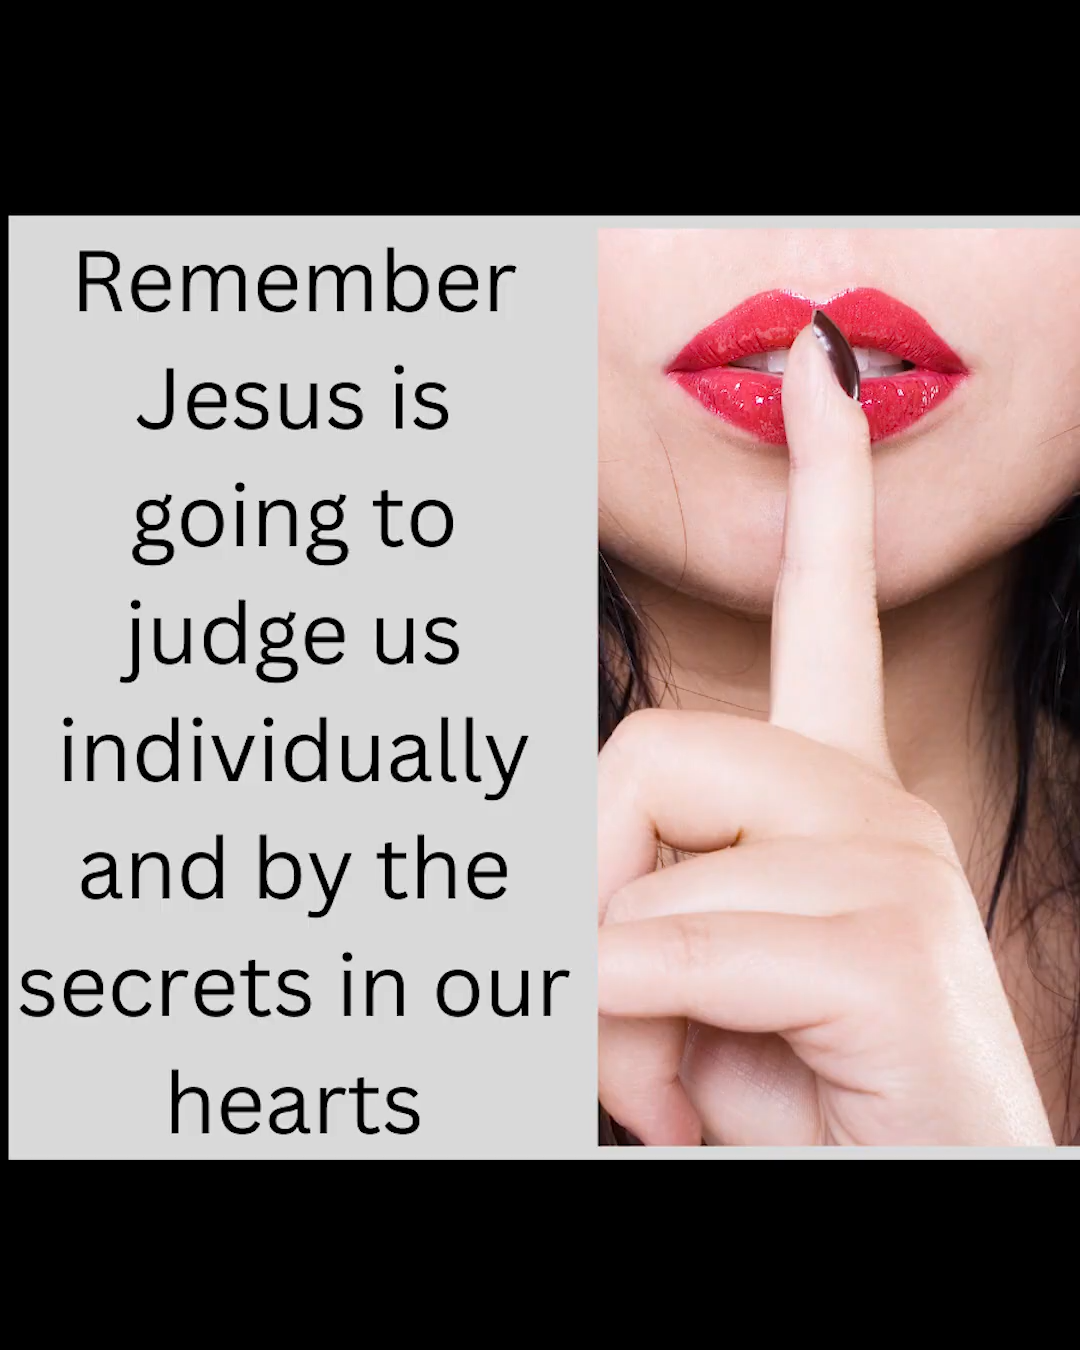 Remember
Jesus is
going to
judge us
individually
and by the
secrets in our
hearts